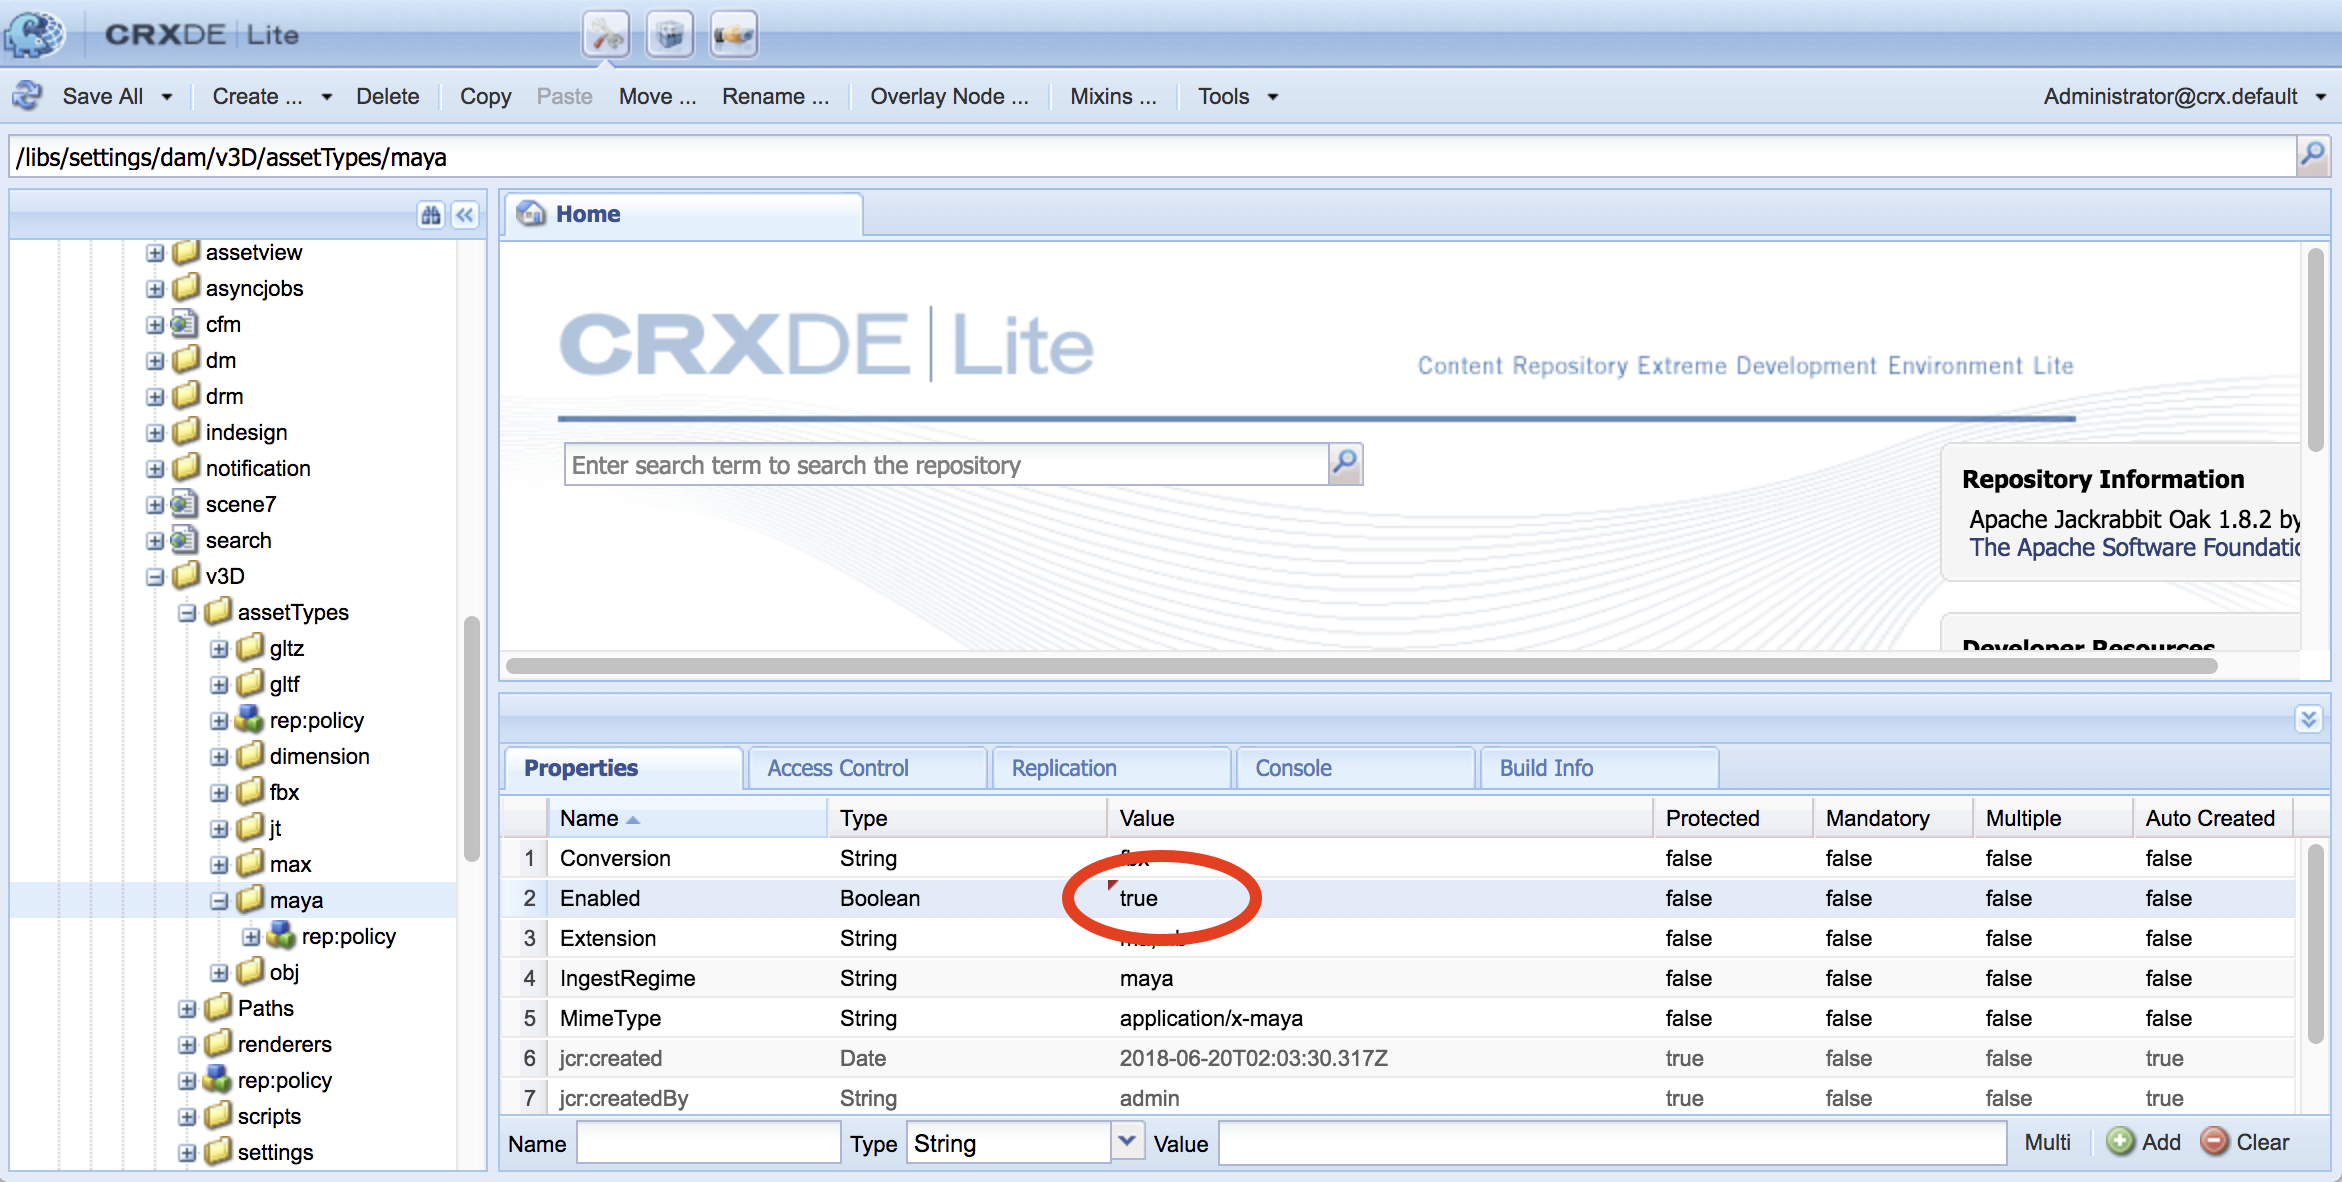 CRXDE Lite
Save All Create ... Delete Copy Paste Move ... Rename ... Overlay Node ... Mixins ... Tools Administrator@crx.default
/libs/settings/dam/v3D/assetTypes/maya
assetview
asyncjobs
cfm
dm
drm
indesign
notification
scene7
search
v3D
assetTypes
gltz
gltf
rep:policy
dimension
fbx
jt
max
maya
rep:policy
obj
Paths
renderers
rep:policy
scripts
settings
Home
CRXDE Lite
Content Repository Extreme Development Environment Lite
Enter search term to search the repository
Repository Information
Apache Jackrabbit Oak 1.8.2 by
The Apache Software Foundatio
Developer Resources
Properties Access Control Replication Console Build Info
Name Type Value Protected Mandatory Multiple Auto Created
1 Conversion String fbx false false false false
2 Enabled Boolean true false false false false
3 Extension String false false false false
4 IngestRegime String maya false false false false
5 MimeType String application/x-maya false false false false
6 jcr:created Date 2018-06-20T02:03:30.317Z true false false true
7 jcr:createdBy String admin true false false true
Name Type String Value Multi Add Clear